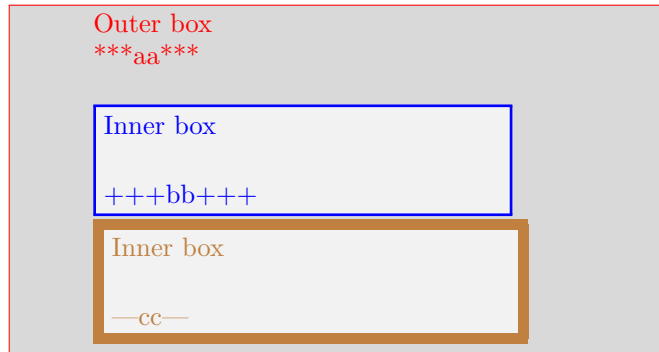 Outer box
***aa***
Inner box
+++bb+++
Inner box
—cc—